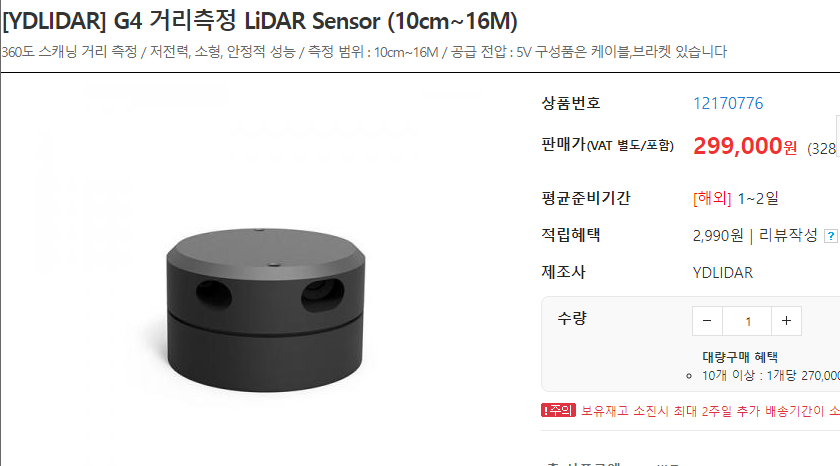 [YDLIDAR] G4 거리측정 LiDAR Sensor (10cm~16M)
360도 스캐닝 거리 측정 / 저전력, 소형, 안정적 성능 / 측정 범위 : 10cm~16M / 공급 전압 : 5V 구성품은 케이블,브라켓 있습니다
상품번호 12170776
판매가(VAT 별도/포함) 299,000원 (328
평균준비기간 [해외] 1~2일
적립혜택 2,990원 | 리뷰작성 ?
제조사 YDLIDAR
수량 − 1 +
대량구매 혜택
10개 이상 : 1개당 270,000
! 주의 보유재고 소진시 최대 2주일 추가 배송기간이 소